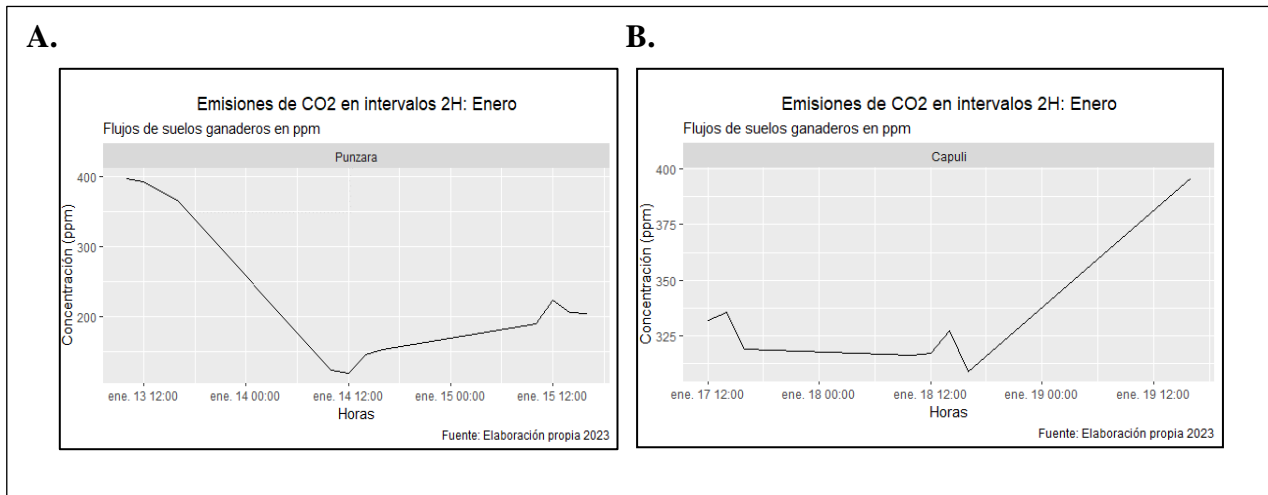 A.
Emisiones de CO2 en intervalos 2H: Enero
Flujos de suelos ganaderos en ppm
Punzara
Concentración (ppm)
400
300
200
ene. 13 12:00 ene. 14 00:00 ene. 14 12:00 ene. 15 00:00 ene. 15 12:00
Horas
Fuente: Elaboración propia 2023
B.
Emisiones de CO2 en intervalos 2H: Enero
Flujos de suelos ganaderos en ppm
Capuli
Concentración (ppm)
400
375
350
325
ene. 17 12:00 ene. 18 00:00 ene. 18 12:00 ene. 19 00:00 ene. 19 12:00
Horas
Fuente: Elaboración propia 2023